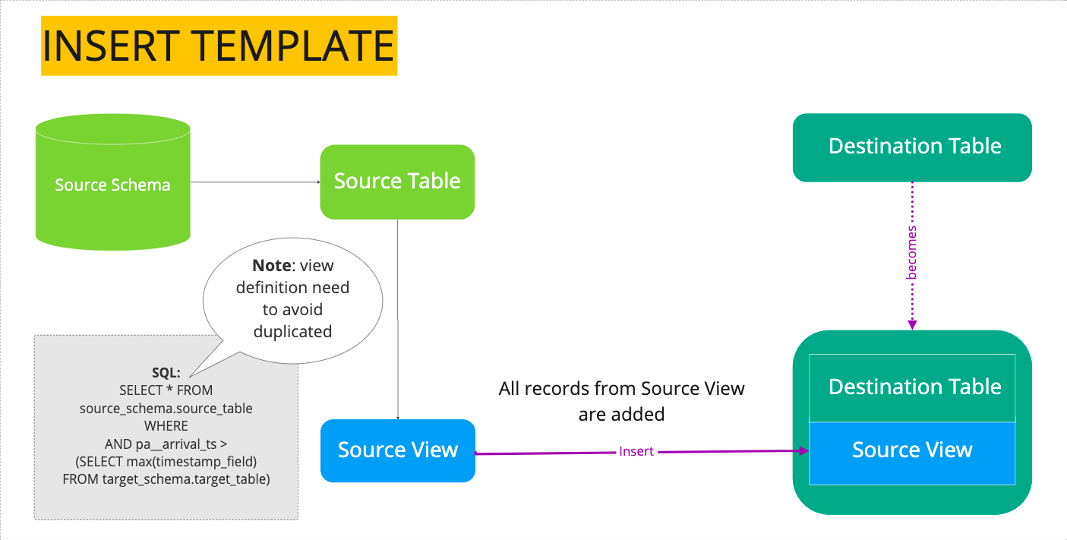 INSERT TEMPLATE
Source Schema
Source Table
Destination Table
becomes
Note: view
definition need
to avoid
duplicated
SQL:
SELECT * FROM
source_schema.source_table
WHERE
AND pa__arrival_ts >
(SELECT max(timestamp_field)
FROM target_schema.target_table)
Source View
All records from Source View
are added
Insert
Destination Table
Source View